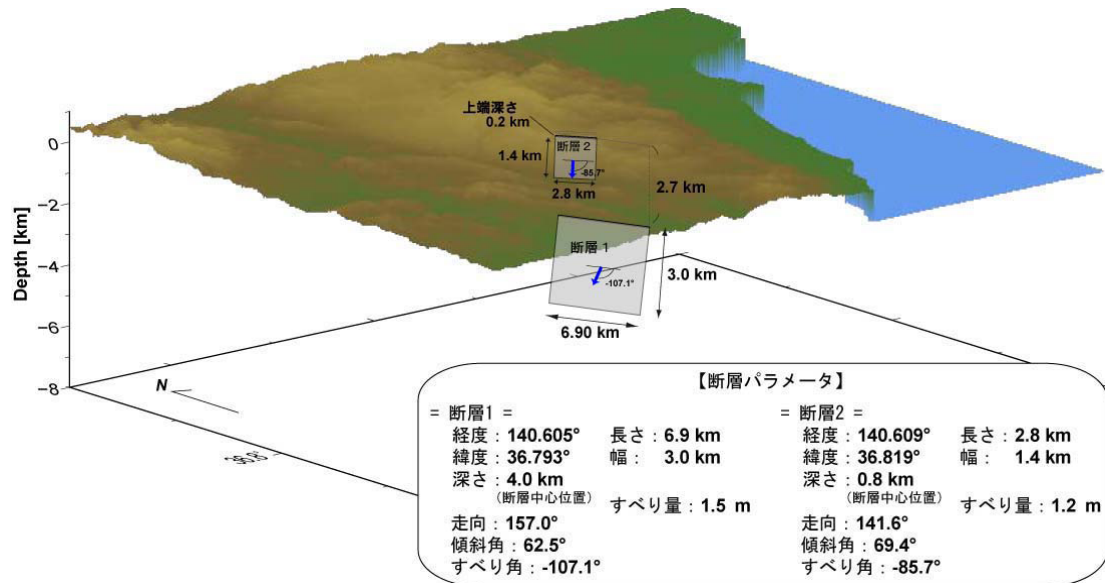 上端深さ
0.2 km
断層 2
1.4 km
-85.7°
2.8 km
2.7 km
断層 1
-107.1°
3.0 km
6.90 km
Depth [km]
0
−2
−4
−6
−8
N
36.8°
【断層パラメータ】
= 断層1 =
経度：140.605° 長さ：6.9 km
緯度：36.793° 幅： 3.0 km
深さ：4.0 km
(断層中心位置)
すべり量：1.5 m
走向：157.0°
傾斜角：62.5°
すべり角：-107.1°
= 断層2 =
経度：140.609° 長さ：2.8 km
緯度：36.819° 幅： 1.4 km
深さ：0.8 km
(断層中心位置)
すべり量：1.2 m
走向：141.6°
傾斜角：69.4°
すべり角：-85.7°